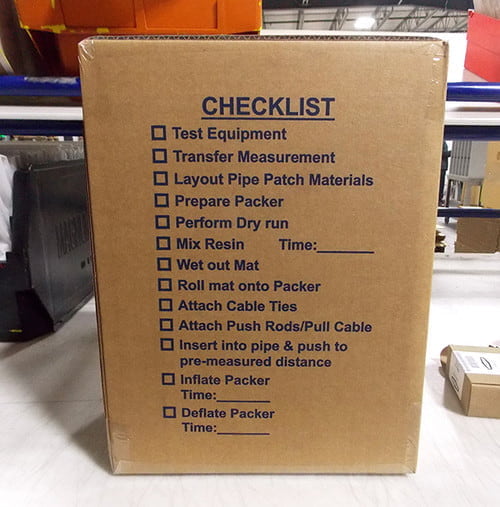 CHECKLIST
☐ Test Equipment
☐ Transfer Measurement
☐ Layout Pipe Patch Materials
☐ Prepare Packer
☐ Perform Dry run
☐ Mix Resin Time:_______
☐ Wet out Mat
☐ Roll mat onto Packer
☐ Attach Cable Ties
☐ Attach Push Rods/Pull Cable
☐ Insert into pipe & push to
pre-measured distance
☐ Inflate Packer
Time:_______
☐ Deflate Packer
Time:_______